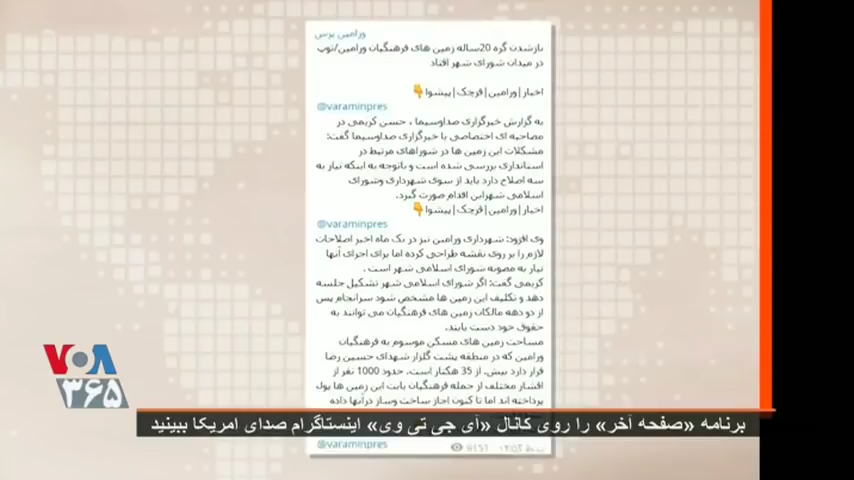 ورامین پرس
بازشدن گره 20ساله زمین های فرهنگیان ورامین/توپ
در میدان شورای شهر افتاد
اخبار|ورامین|قرچک|پیشوا👇
@varaminpres
به گزارش خبرگزاری صداوسیما ، حسن کریمی در
مصاحبه ای اختصاصی با خبرگزاری صداوسیما گفت:
مشکلات این زمین ها در شوراهای مرتبط در
استانداری بررسی شده است و باتوجه به اینکه نیاز به
سه اصلاح دارد باید از سوی شهرداری وشورای
اسلامی شهراین اقدام صورت گیرد.
اخبار|ورامین|قرچک|پیشوا👇
@varaminpres
وی افزود: شهرداری ورامین نیز در یک ماه اخیر اصلاحات
لازم را بر روی نقشه طراحی کرده اما برای اجرای آنها
نیاز به مصوبه شورای اسلامی شهر است .
کریمی گفت: اگر شورای اسلامی شهر تشکیل جلسه
دهد و تکلیف این زمین ها مشخص شود سرانجام پس
از دو دهه مالکان زمین های فرهنگیان می توانند به
حقوق خود دست یابند.
مساحت زمین های مسکن موسوم به فرهنگیان
ورامین که در منطقه پشت گلزار شهدای حسین رضا
قرار دارد بیش. از 35 هکتار است. حدود 1000 نفر از
اقشار مختلف از جمله فرهنگیان بابت این زمین ها پول
پرداخته اند اما تا کنون اجاز ساخت وساز درآنها داده
VOA
۳۶۵
برنامه «صفحه آخر» را روی کانال «آی جی تی وی» اینستاگرام صدای امریکا ببینید
@varaminpres